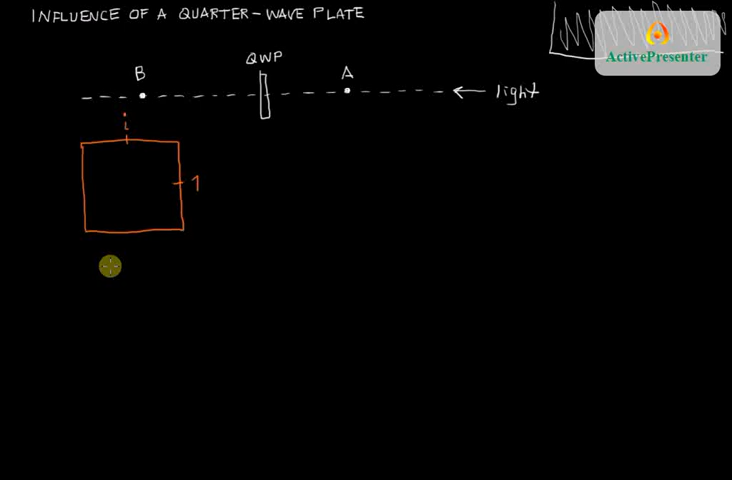 INFLUENCE OF A QUARTER-WAVE PLATE
ActivePresenter
B
QWP
A
light
i
1